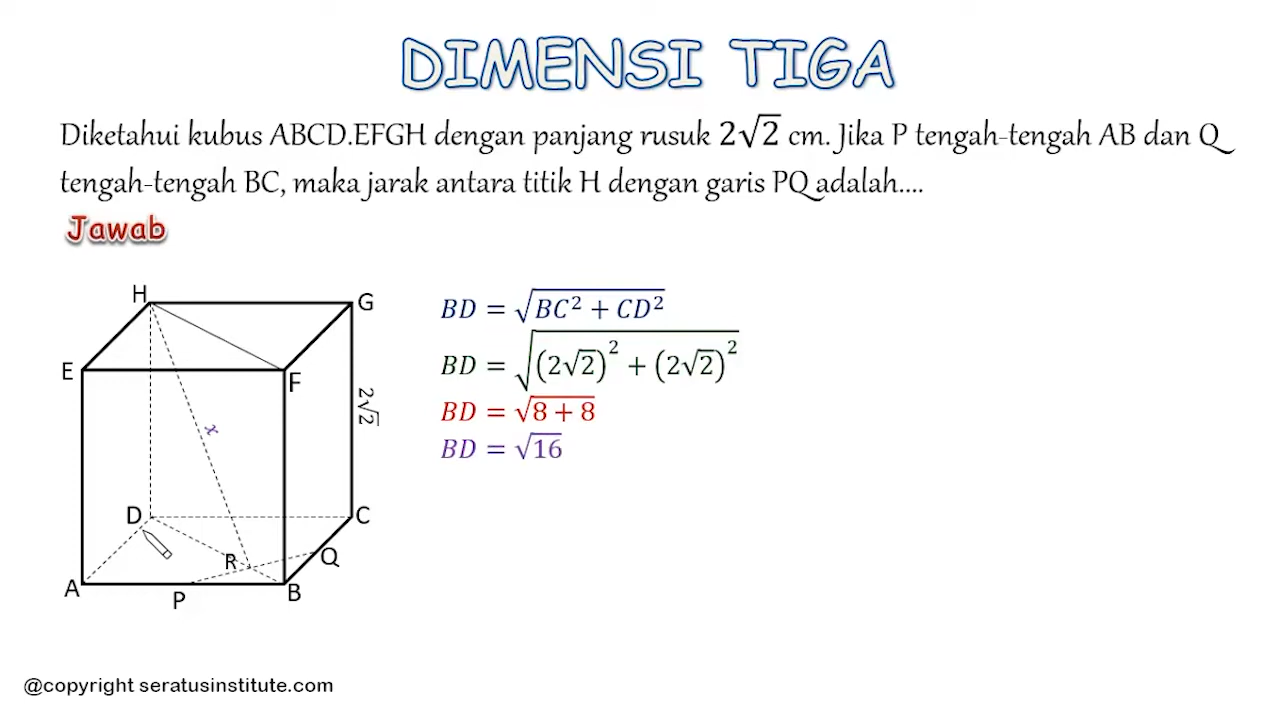 DIMENSI TIGA
Diketahui kubus ABCD.EFGH dengan panjang rusuk 2√2 cm. Jika P tengah-tengah AB dan Q
tengah-tengah BC, maka jarak antara titik H dengan garis PQ adalah....
Jawab
H
G
E
F
2√2
x
D
C
R
Q
A
P
B
BD = √(BC² + CD²)
BD = √((2√2)² + (2√2)²)
BD = √(8 + 8)
BD = √16
@copyright seratusinstitute.com